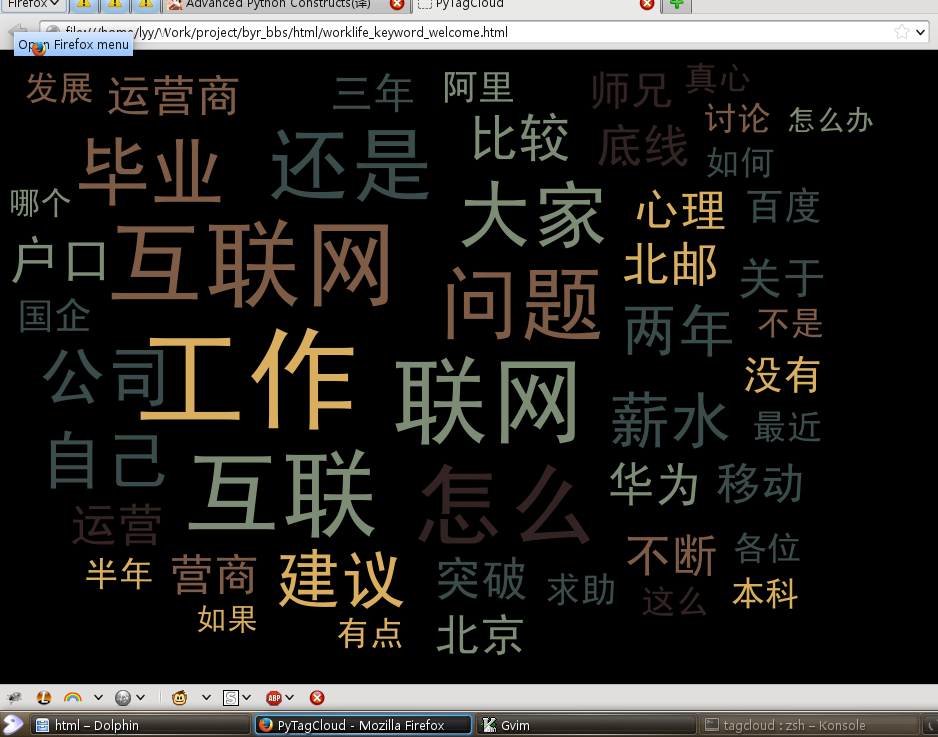 Firefox
Advanced Python Constructs(译)
PyTagCloud
file:///home/lyy/Work/project/byr_bbs/html/worklife_keyword_welcome.html
Open Firefox menu
发展 运营商 三年 阿里 师兄 真心
毕业 还是 比较 底线 讨论 怎么办
如何
哪个 互联网 大家 心理 百度
户口 问题 北邮 关于
国企 两年 不是
公司 工作 联网 没有
自己 薪水 最近
互联 怎么 华为 移动
运营 不断 各位
半年 营商 建议 突破 求助 这么 本科
如果 有点 北京
S ABP
html – Dolphin
PyTagCloud - Mozilla Firefox
Gvim
tagcloud : zsh – Konsole